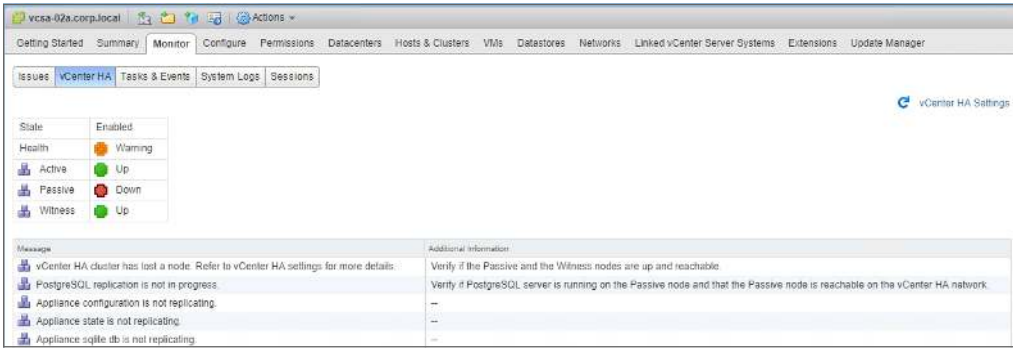 vcsa-02a.corp.local Actions
Getting Started Summary Monitor Configure Permissions Datacenters Hosts & Clusters VMs Datastores Networks Linked vCenter Server Systems Extensions Update Manager
Issues vCenter HA Tasks & Events System Logs Sessions
vCenter HA Settings
State Enabled
Health Warning
Active Up
Passive Down
Witness Up
Message Additional Information
vCenter HA cluster has lost a node. Refer to vCenter HA settings for more details. Verify if the Passive and the Witness nodes are up and reachable.
PostgreSQL replication is not in progress. Verify if PostgreSQL server is running on the Passive node and that the Passive node is reachable on the vCenter HA network.
Appliance configuration is not replicating. --
Appliance state is not replicating. --
Appliance sqlite db is not replicating. --